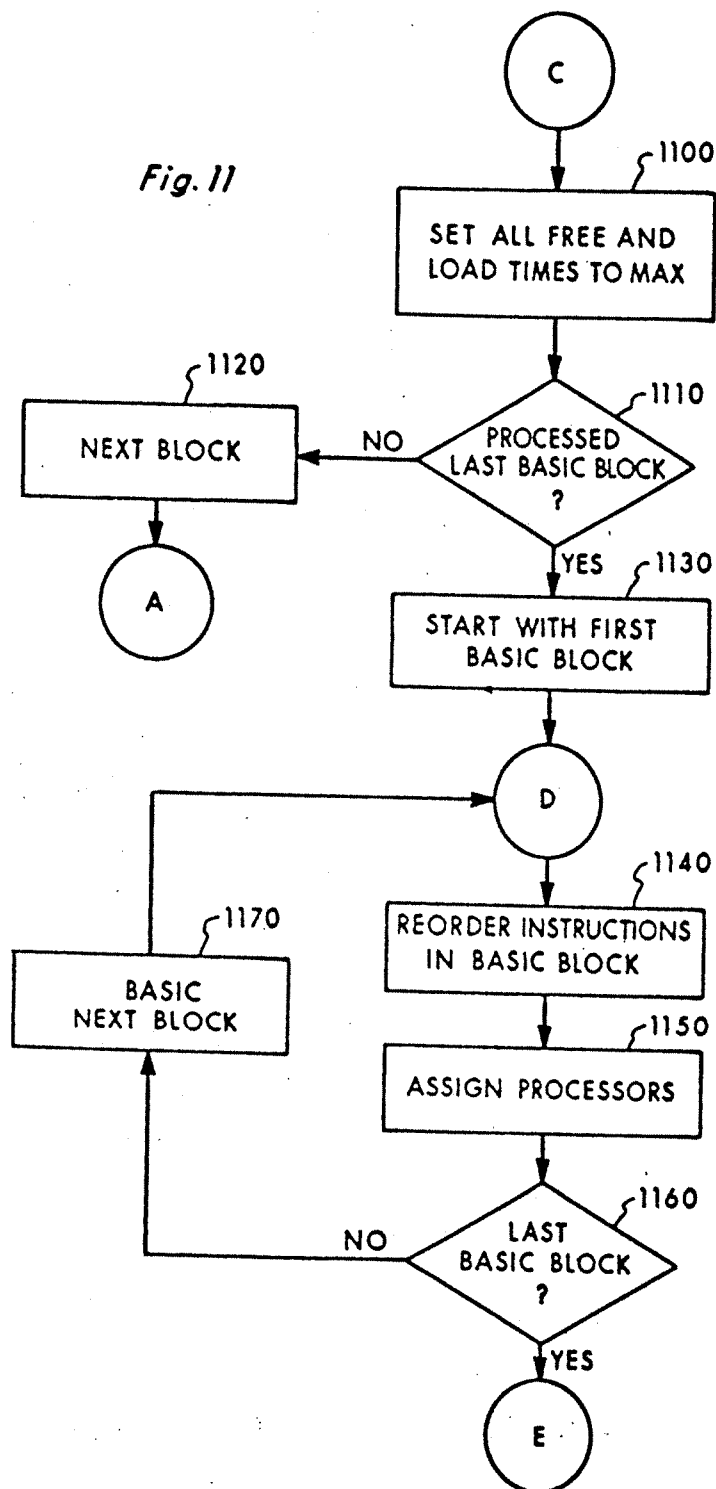 C
Fig. 11
1100
SET ALL FREE AND
LOAD TIMES TO MAX
1120
NEXT BLOCK
NO
1110
PROCESSED
LAST BASIC BLOCK
?
A
YES
1130
START WITH FIRST
BASIC BLOCK
D
1140
REORDER INSTRUCTIONS
IN BASIC BLOCK
1170
BASIC
NEXT BLOCK
1150
ASSIGN PROCESSORS
1160
NO
LAST
BASIC BLOCK
?
YES
E